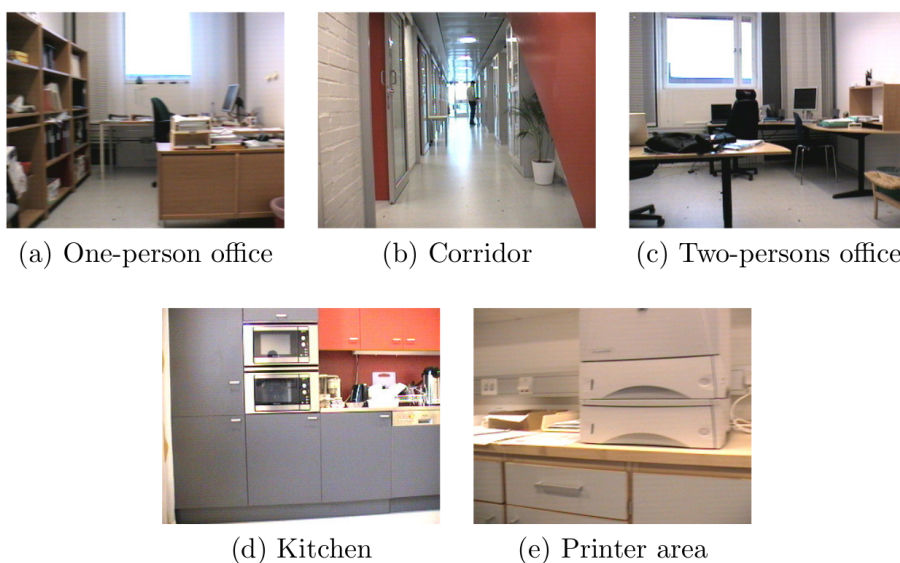 (a) One-person office
(b) Corridor
(c) Two-persons office
(d) Kitchen
(e) Printer area